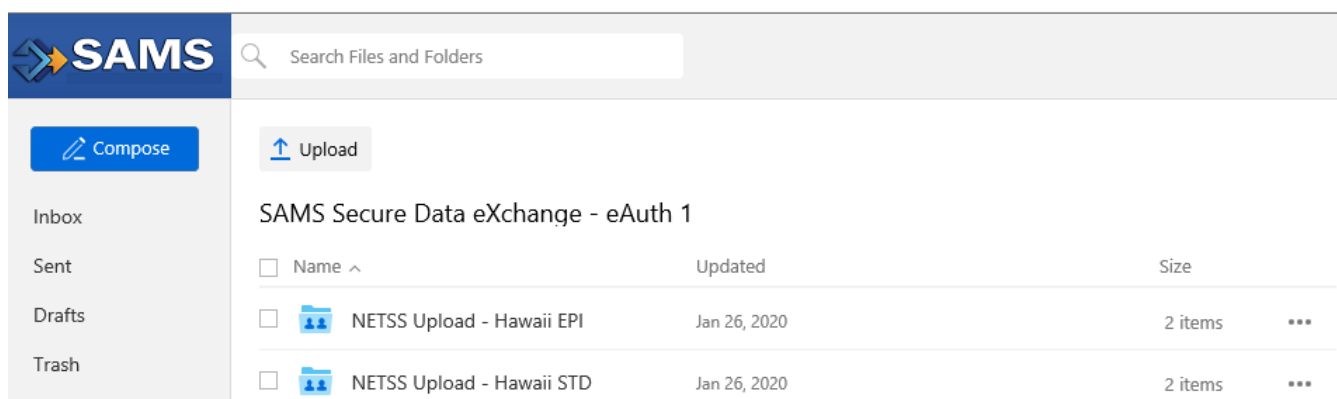 SAMS
Search Files and Folders
Compose
Upload
Inbox
SAMS Secure Data eXchange - eAuth 1
Sent
Name Updated Size
Drafts
NETSS Upload - Hawaii EPI Jan 26, 2020 2 items
Trash
NETSS Upload - Hawaii STD Jan 26, 2020 2 items